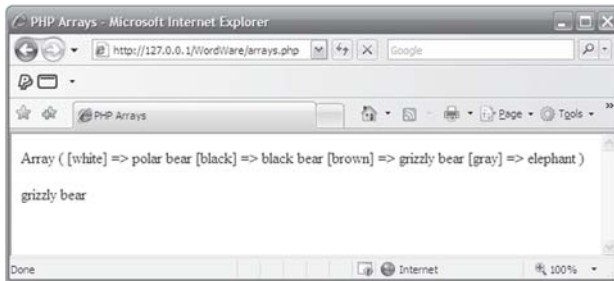 PHP Arrays - Microsoft Internet Explorer
http://127.0.0.1/WordWare/arrays.php
Google
PHP Arrays
Page
Tools
Array ( [white] => polar bear [black] => black bear [brown] => grizzly bear [gray] => elephant )
grizzly bear
Done
Internet
100%